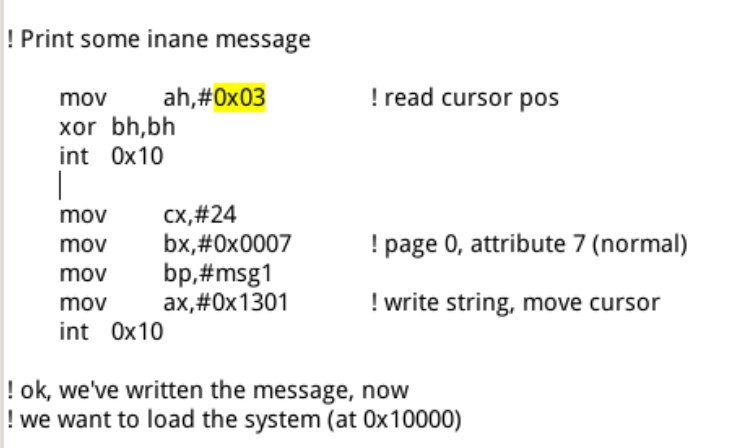 ! Print some inane message
mov ah,#0x03 ! read cursor pos
xor bh,bh
int 0x10
mov cx,#24
mov bx,#0x0007 ! page 0, attribute 7 (normal)
mov bp,#msg1
mov ax,#0x1301 ! write string, move cursor
int 0x10
! ok, we've written the message, now
! we want to load the system (at 0x10000)